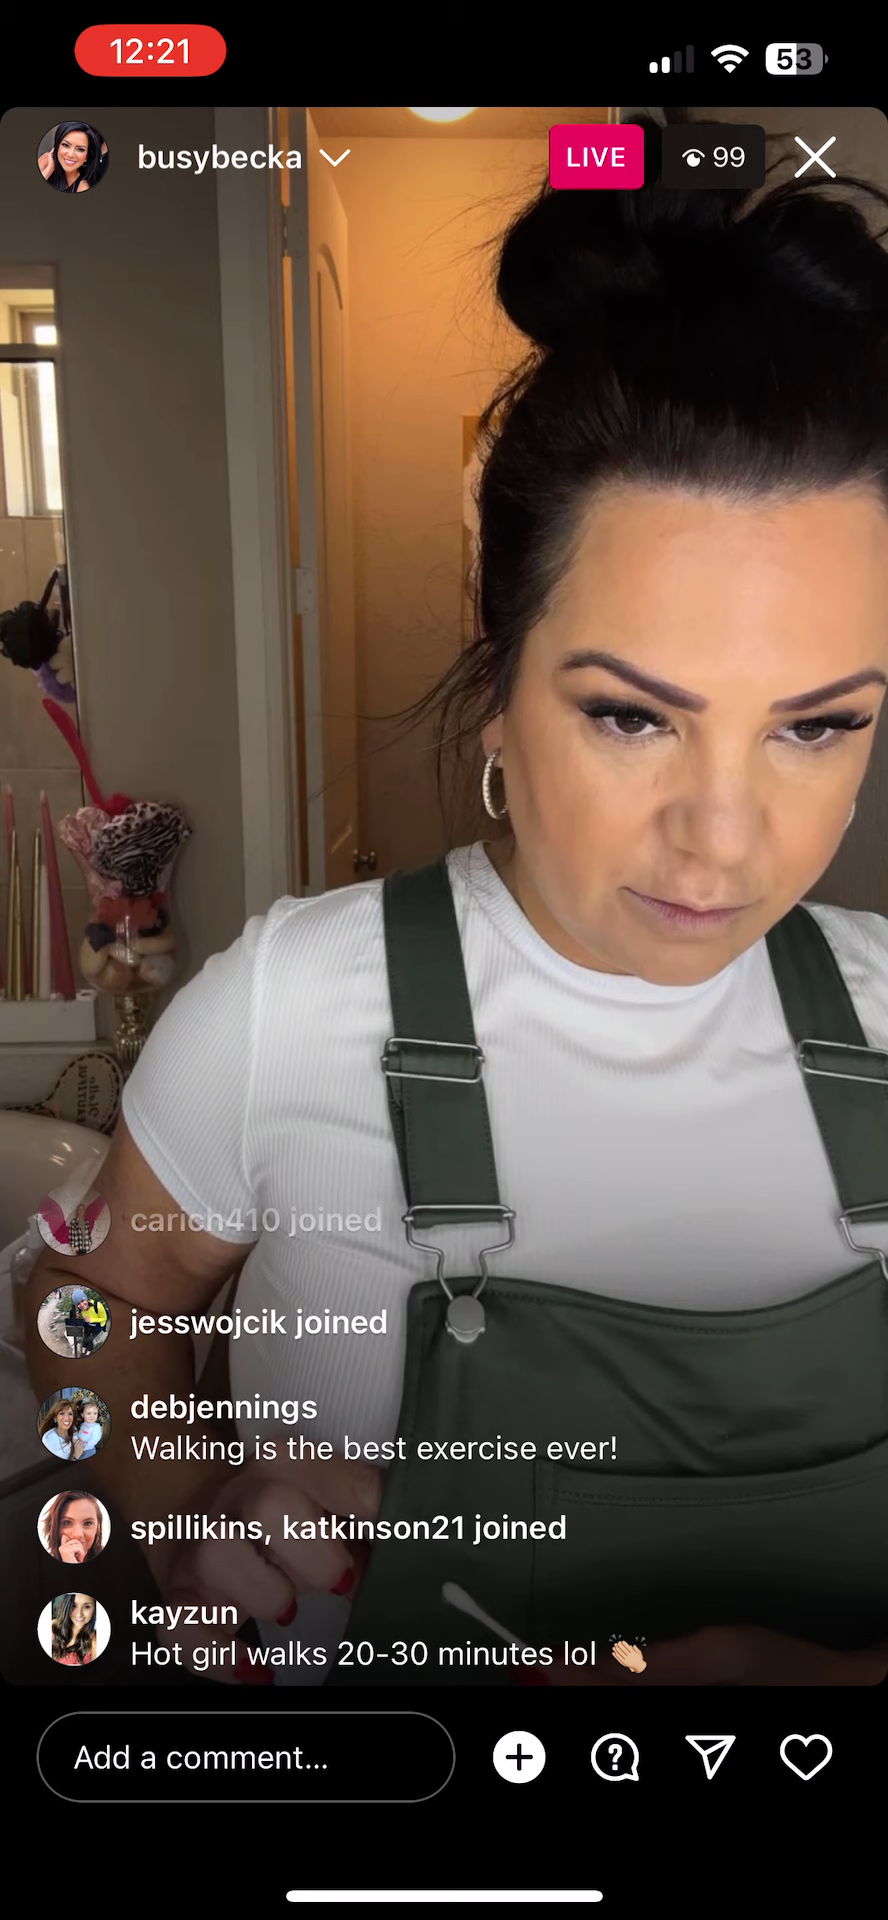 12:21
53
busybecka
LIVE
99
carich410 joined
jesswojcik joined
debjennings
Walking is the best exercise ever!
spillikins, katkinson21 joined
kayzun
Hot girl walks 20-30 minutes lol 👏🏻
Add a comment...